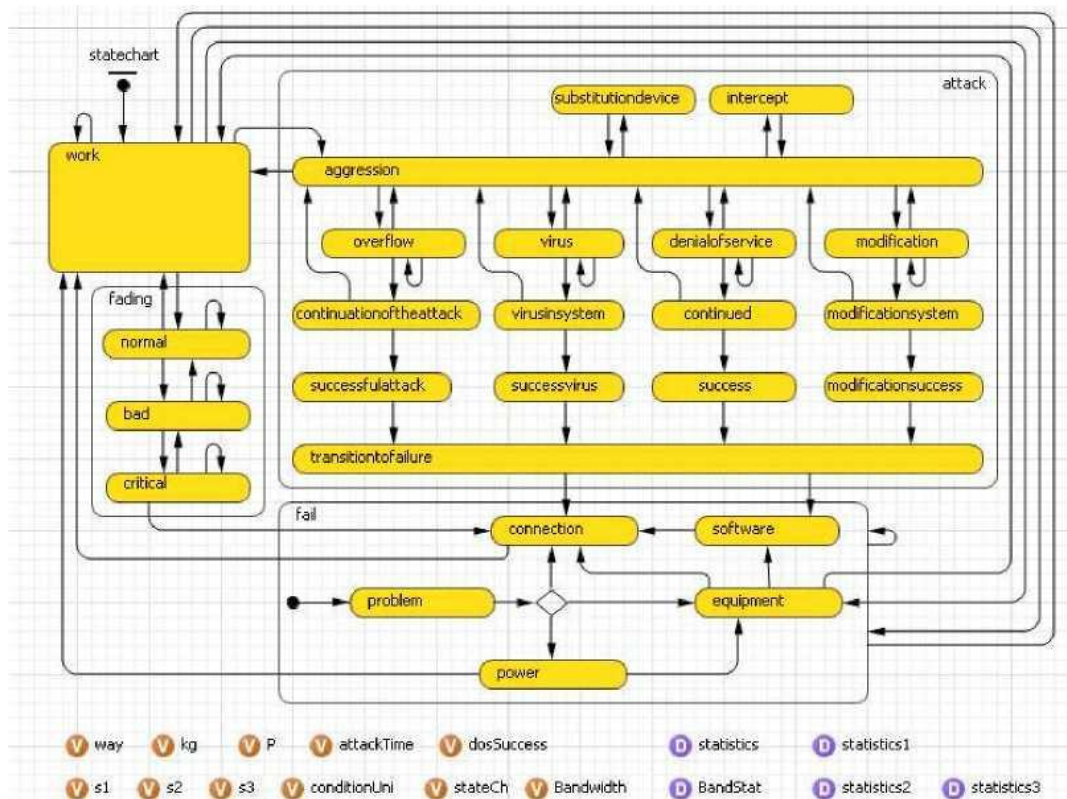 statechart
attack
substitutiondevice
intercept
work
aggression
overflow
virus
denialofservice
modification
fading
normal
continuationoftheattack
virusinsystem
continued
modificationsystem
successfulattack
successvirus
success
modificationsuccess
bad
transitiontofailure
critical
fail
connection
software
problem
equipment
power
V way V kg V P V attackTime V dosSuccess D statistics D statistics1
V s1 V s2 V s3 V conditionUni V stateCh V Bandwidth D BandStat D statistics2 D statistics3